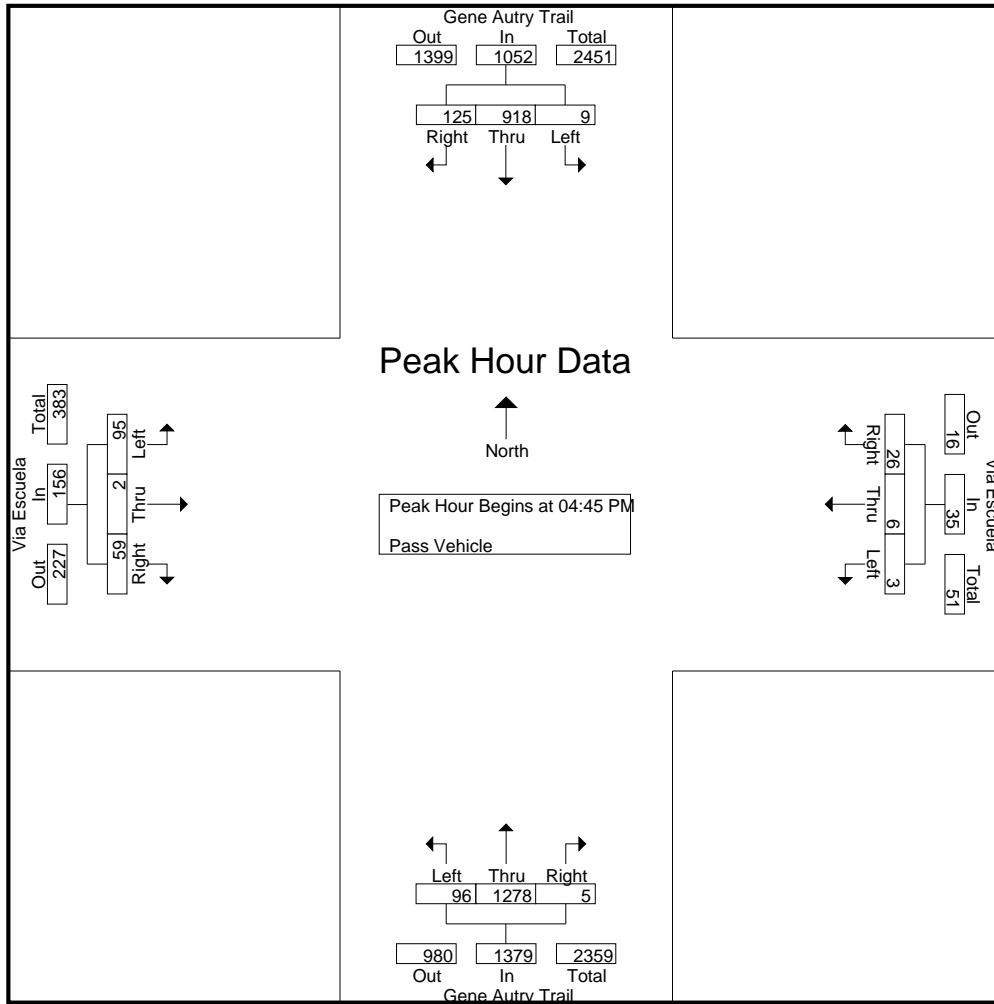 Gene Autry Trail
Out In Total
1399 1052 2451
125 918 9
Right Thru Left
Peak Hour Data
North
Peak Hour Begins at 04:45 PM
Pass Vehicle
Via Escuela
Total In Out
383 156 227
95 2 59
Left Thru Right
Via Escuela
Out In Total
16 35 51
26 6 3
Right Thru Left
Left Thru Right
96 1278 5
980 1379 2359
Out In Total
Gene Autry Trail